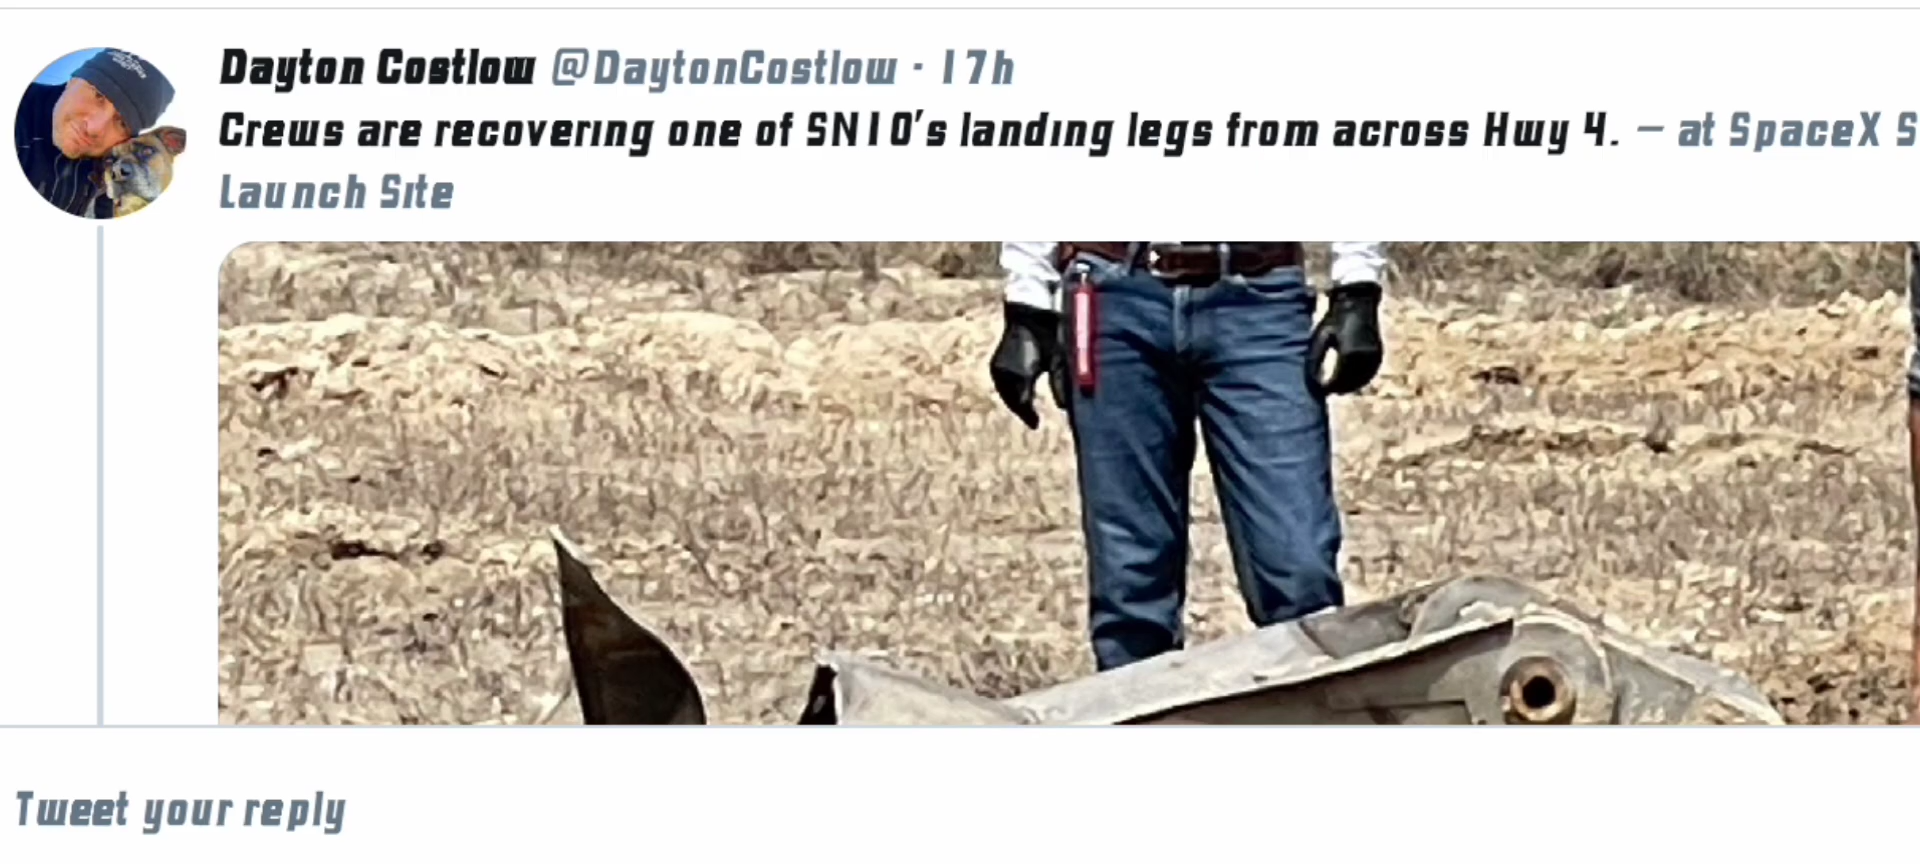 Dayton Costlow @DaytonCostlow · 17h
Crews are recovering one of SN10's landing legs from across Hwy 4. — at SpaceX S
Launch Site
Tweet your reply